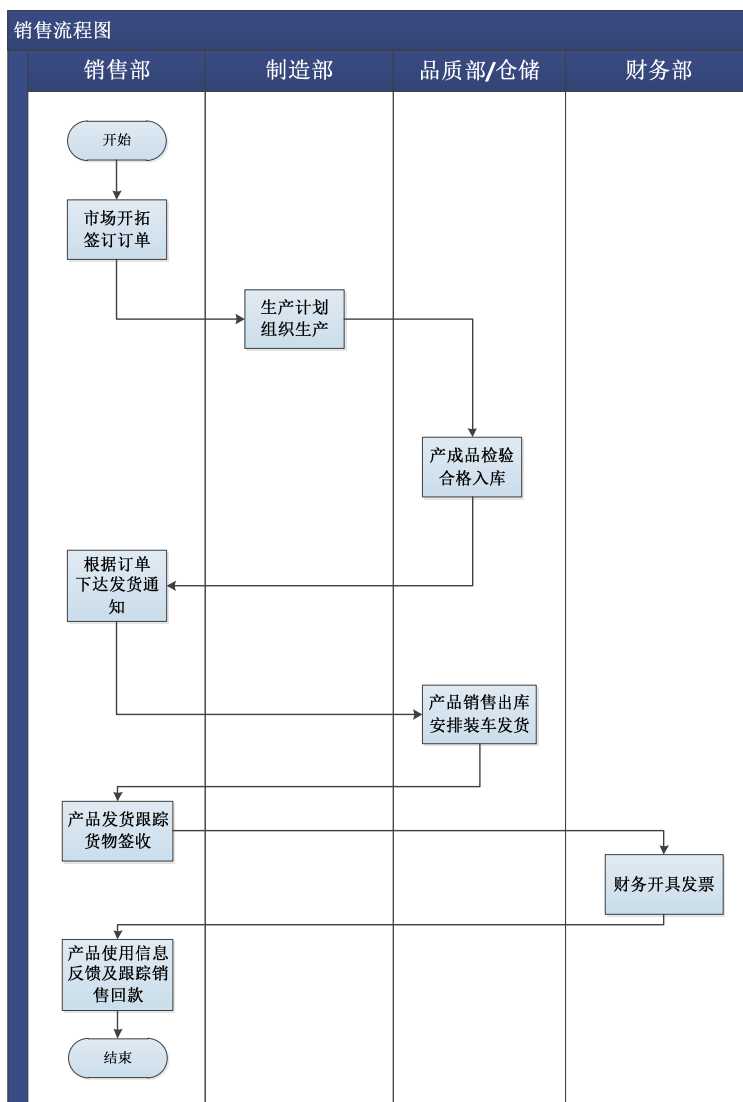 销售流程图
销售部
制造部
品质部/仓储
财务部
开始
市场开拓
签订订单
生产计划
组织生产
产成品检验
合格入库
根据订单
下达发货通
知
产品销售出库
安排装车发货
产品发货跟踪
货物签收
财务开具发票
产品使用信息
反馈及跟踪销
售回款
结束